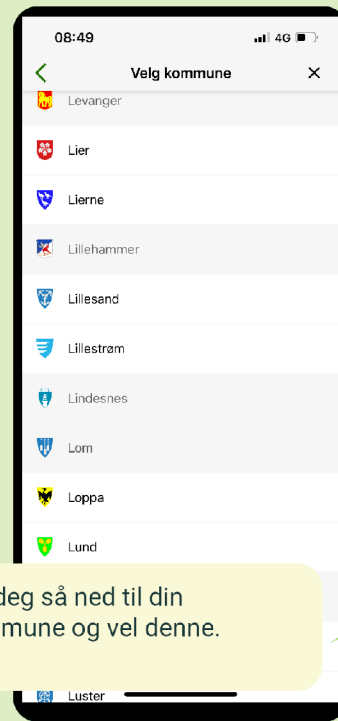 08:49
4G
Velg kommune
Levanger
Lier
Lierne
Lillehammer
Lillesand
Lillestrøm
Lindesnes
Lom
Loppa
Lund
deg så ned til din
mune og vel denne.
Luster